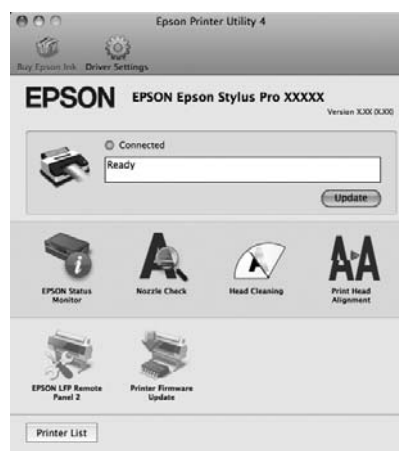 Epson Printer Utility 4
Buy Epson Ink Driver Settings
EPSON EPSON Epson Stylus Pro XXXXX
Version X.XX (X.XX)
Connected
Ready
Update
EPSON Status
Monitor
Nozzle Check
Head Cleaning
Print Head
Alignment
EPSON LFP Remote
Panel 2
Printer Firmware
Update
Printer List